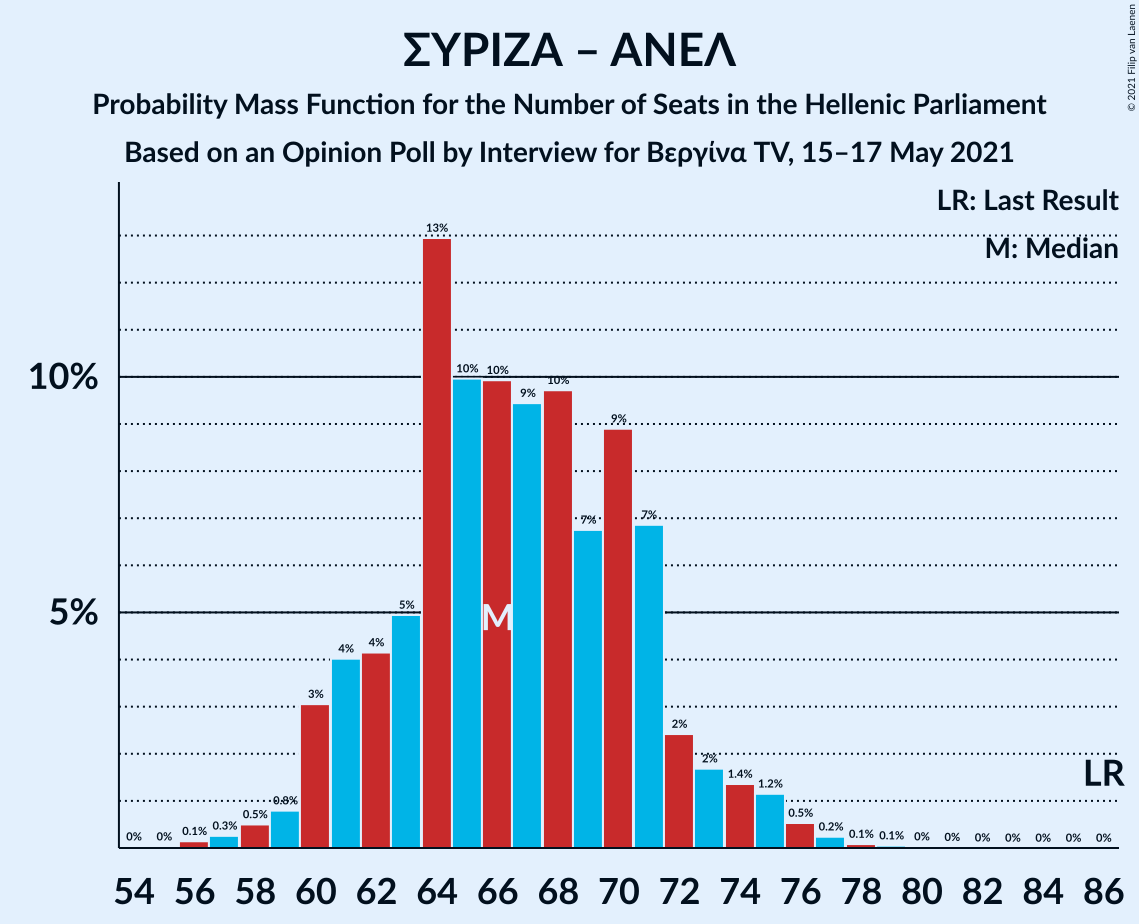 ΣΥΡΙΖΑ – ΑΝΕΛ
Probability Mass Function for the Number of Seats in the Hellenic Parliament
Based on an Opinion Poll by Interview for Βεργίνα TV, 15–17 May 2021
© 2021 Filip van Laenen
LR: Last Result
M: Median
10%
5%
0% 0% 0.1% 0.3% 0.5% 0.8% 3% 4% 4% 5% 13% 10% 10% 9% 10% 7% 9% 7% 2% 2% 1.4% 1.2% 0.5% 0.2% 0.1% 0.1% 0% 0% 0% 0% 0% 0% 0%
M
LR
54 56 58 60 62 64 66 68 70 72 74 76 78 80 82 84 86